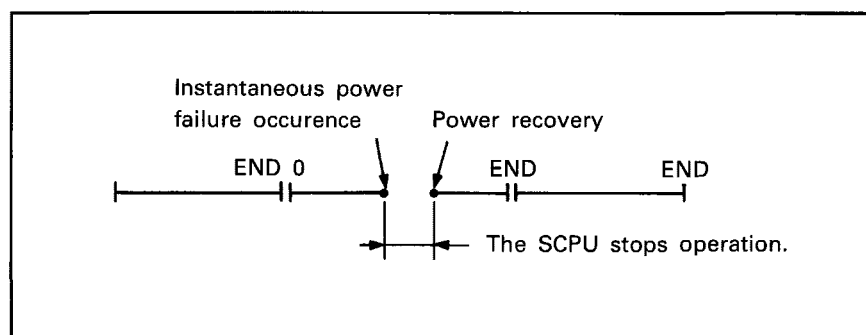 Instantaneous power
failure occurence
Power recovery
END 0
END
END
The SCPU stops operation.